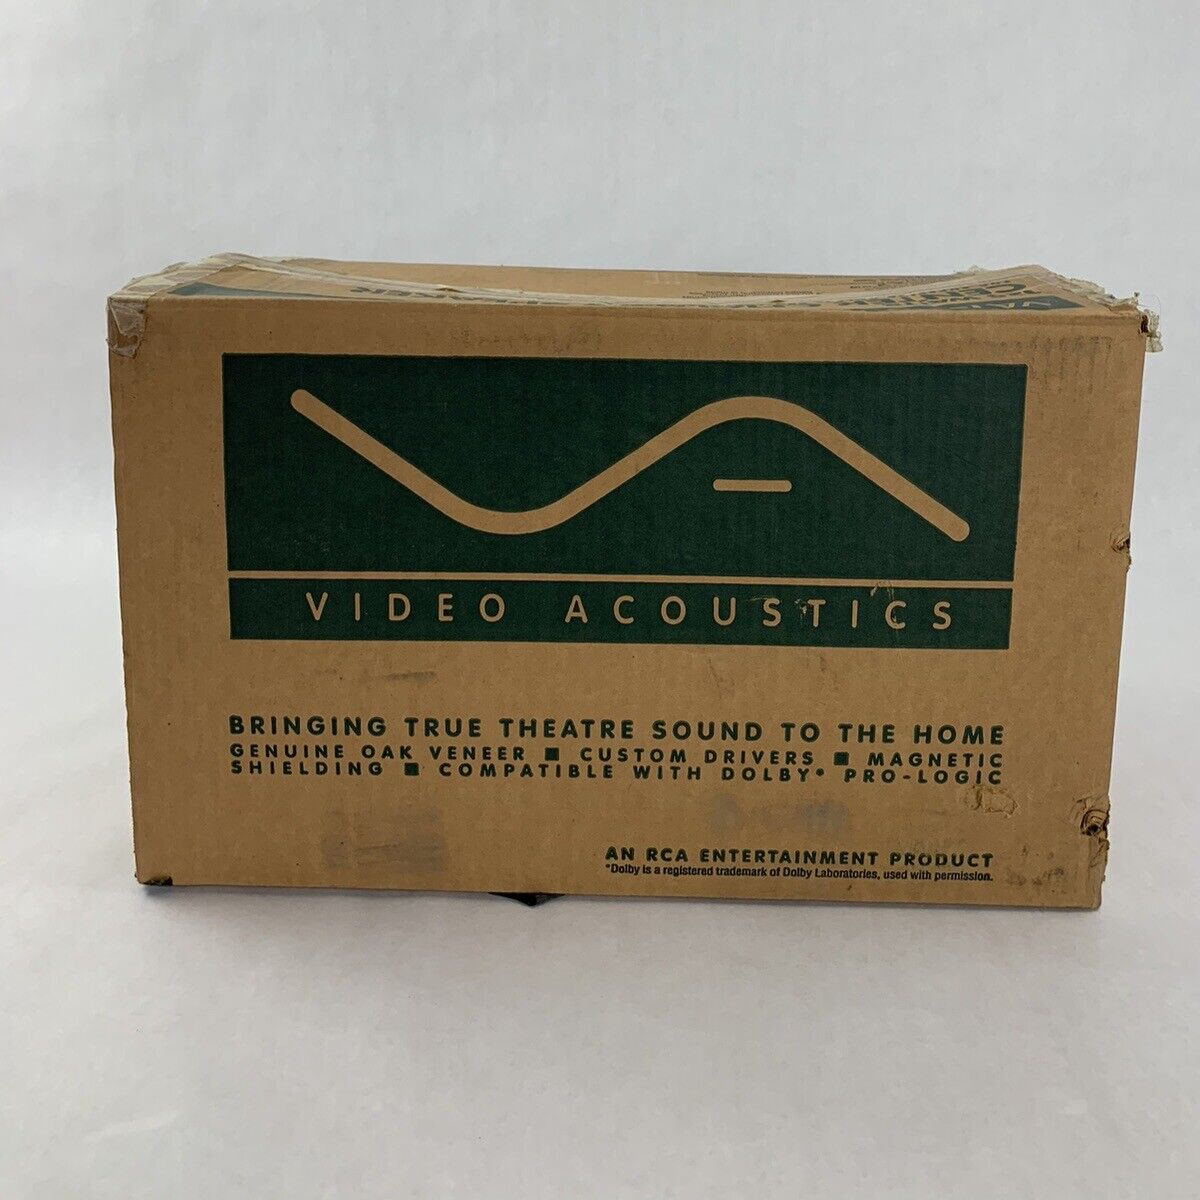 SPEAKER
VIDEO ACOUSTICS
BRINGING TRUE THEATRE SOUND TO THE HOME
GENUINE OAK VENEER ■ CUSTOM DRIVERS ■ MAGNETIC
SHIELDING ■ COMPATIBLE WITH DOLBY* PRO-LOGIC
AN RCA ENTERTAINMENT PRODUCT
*Dolby is a registered trademark of Dolby Laboratories, used with permission.